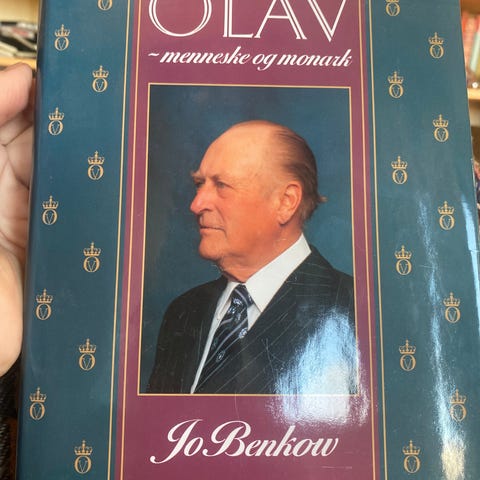 OLAV
~ menneske og monark
Jo Benkow